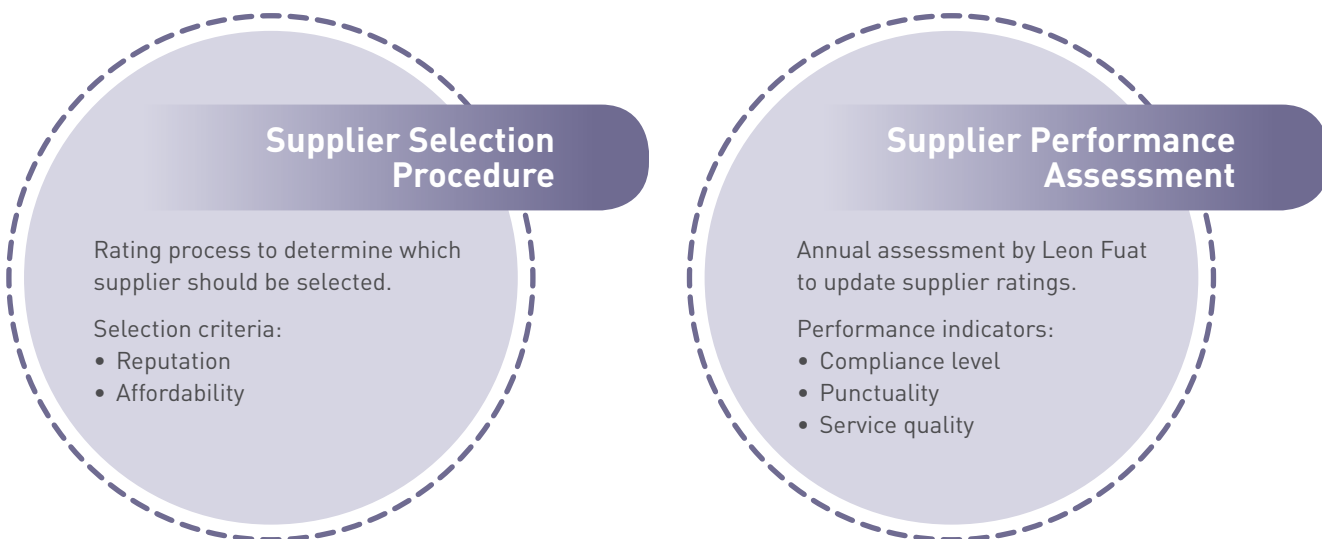 Supplier Selection
Procedure
Rating process to determine which
supplier should be selected.
Selection criteria:
• Reputation
• Affordability
Supplier Performance
Assessment
Annual assessment by Leon Fuat
to update supplier ratings.
Performance indicators:
• Compliance level
• Punctuality
• Service quality